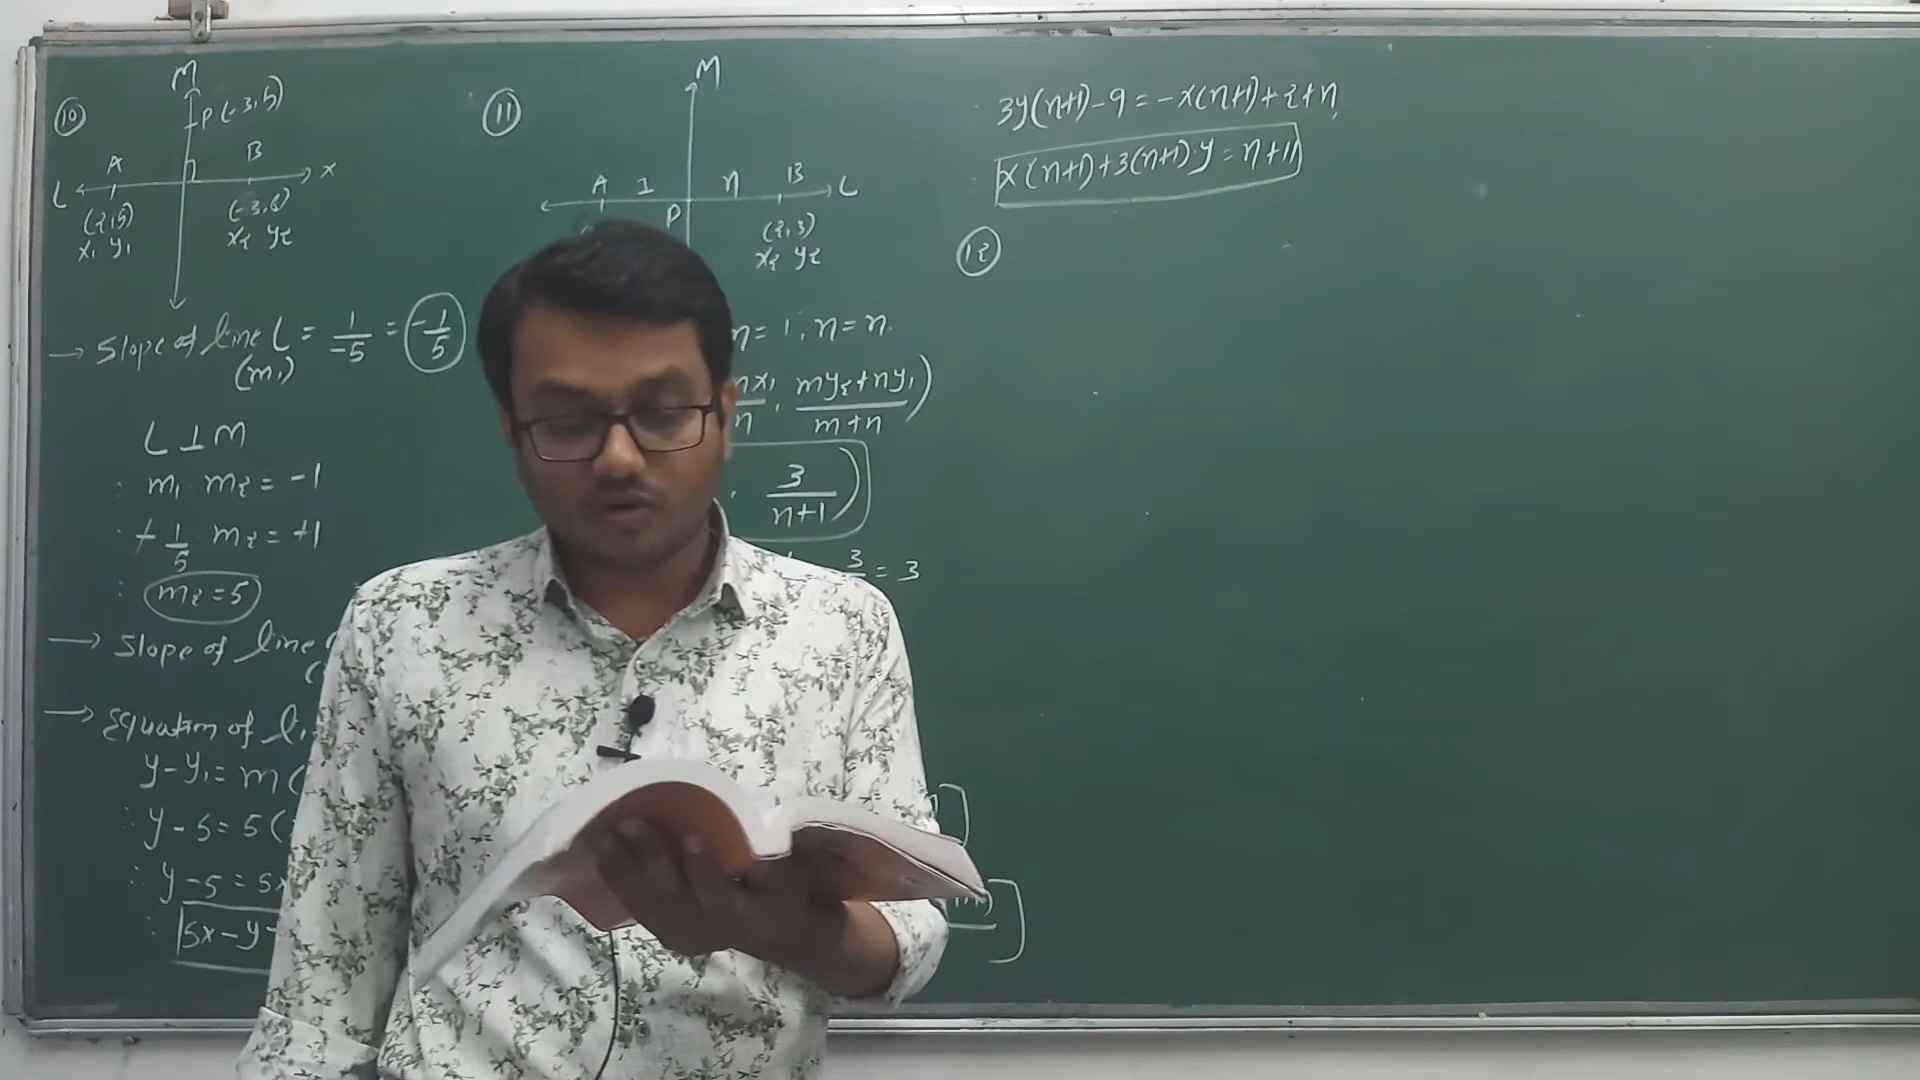 10
M
P(-3,5)
A
B
x
L
(2,5)
(-3,6)
x₁ y₁
x₂ y₂
→ Slope of line L = 1/-5 = -1/5
(m₁)
L ⊥ M
∴ m₁ · m₂ = -1
∴ +1/5 · m₂ = +1
∴ m₂ = 5
→ Slope of line
→ Equation of
y - y₁ = m(
∴ y - 5 = 5(
∴ y - 5 = 5x
∴ 5x - y -
11
M
A
1
n
B
L
P
(2,3)
x₂ y₂
= 1, n = n.
nx₁ , my₂+ny₁/m+n)
3/n+1)
3 = 3
3y(n+1) - 9 = -x(n+1) + 2 + n
x(n+1) + 3(n+1)·y = n+11
12